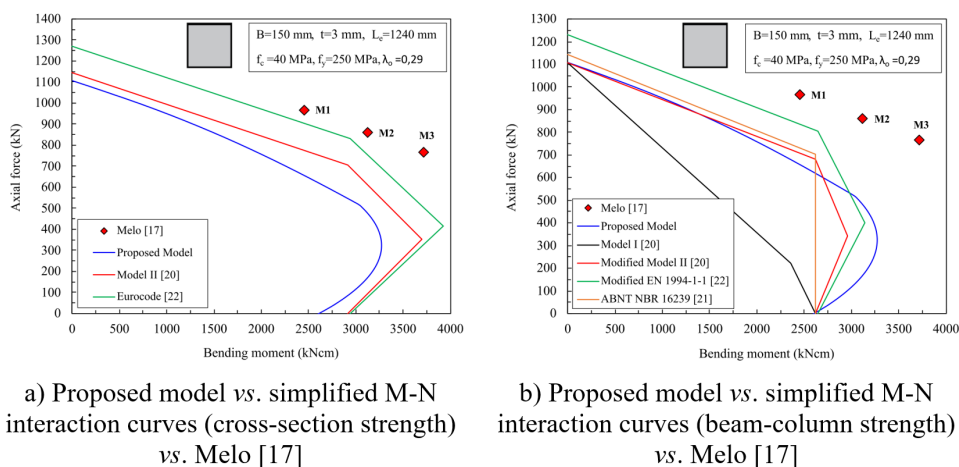 1400
1300
1200
1100
1000
900
800
700
600
500
400
300
200
100
0
Axial force (kN)
B=150 mm, t=3 mm, Le=1240 mm
fc =40 MPa, fy=250 MPa, λo =0,29
M1
M2
M3
Melo [17]
Proposed Model
Model II [20]
Eurocode [22]
0 500 1000 1500 2000 2500 3000 3500 4000
Bending moment (kNcm)
a) Proposed model vs. simplified M-N
interaction curves (cross-section strength)
vs. Melo [17]
1400
1300
1200
1100
1000
900
800
700
600
500
400
300
200
100
0
Axial force (kN)
B=150 mm, t=3 mm, Le=1240 mm
fc =40 MPa, fy=250 MPa, λo =0,29
M1
M2
M3
Melo [17]
Proposed Model
Model I [20]
Modified Model II [20]
Modified EN 1994-1-1 [22]
ABNT NBR 16239 [21]
0 500 1000 1500 2000 2500 3000 3500 4000
Bending moment (kNcm)
b) Proposed model vs. simplified M-N
interaction curves (beam-column strength)
vs. Melo [17]